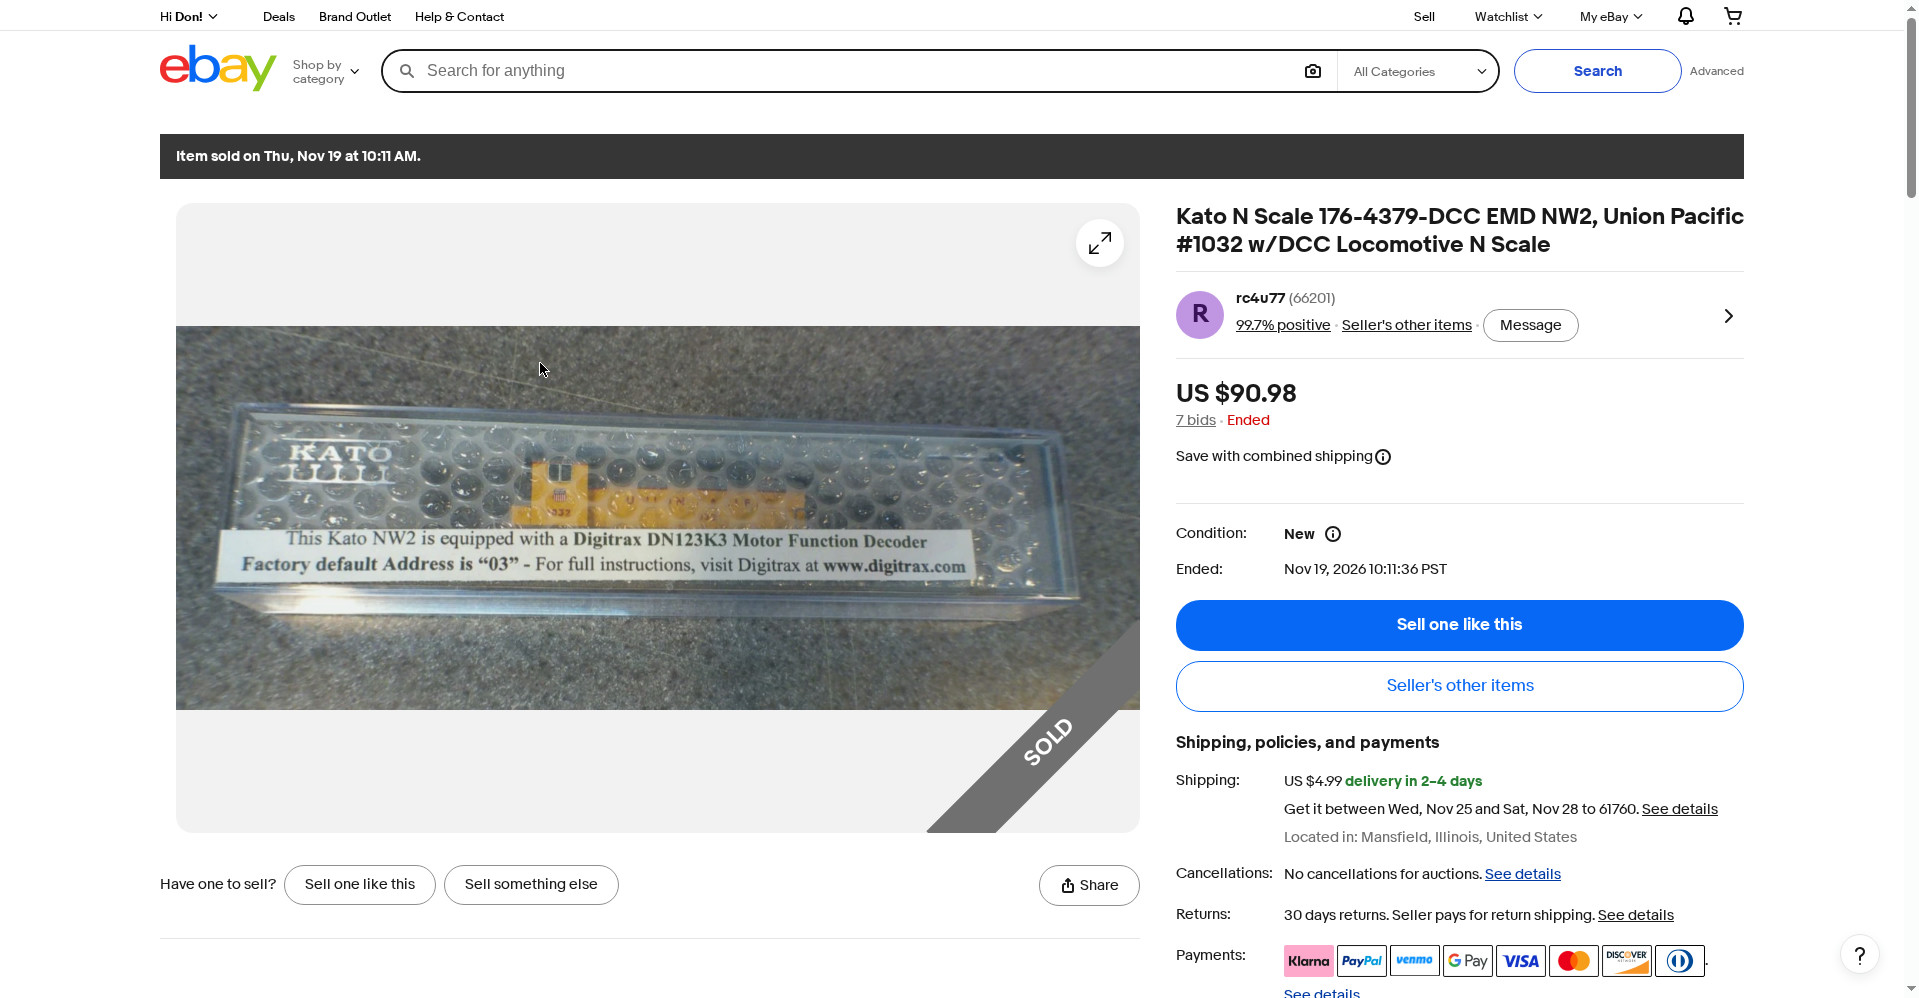 Hi Don!
Deals
Brand Outlet
Help & Contact
Sell
Watchlist
My eBay
ebay
Shop by
category
Search for anything
All Categories
Search
Advanced
Item sold on Thu, Nov 19 at 10:11 AM.
KATO
This Kato NW2 is equipped with a Digitrax DN123K3 Motor Function Decoder
Factory default Address is “03” - For full instructions, visit Digitrax at www.digitrax.com
SOLD
Have one to sell?
Sell one like this
Sell something else
Share
Kato N Scale 176-4379-DCC EMD NW2, Union Pacific
#1032 w/DCC Locomotive N Scale
R
rc4u77 (66201)
99.7% positive · Seller's other items · Message
US $90.98
7 bids · Ended
Save with combined shipping
Condition: New
Ended: Nov 19, 2026 10:11:36 PST
Sell one like this
Seller's other items
Shipping, policies, and payments
Shipping: US $4.99 delivery in 2–4 days
Get it between Wed, Nov 25 and Sat, Nov 28 to 61760. See details
Located in: Mansfield, Illinois, United States
Cancellations: No cancellations for auctions. See details
Returns: 30 days returns. Seller pays for return shipping. See details
Payments: Klarna PayPal venmo G Pay VISA DISCOVER
See details
?